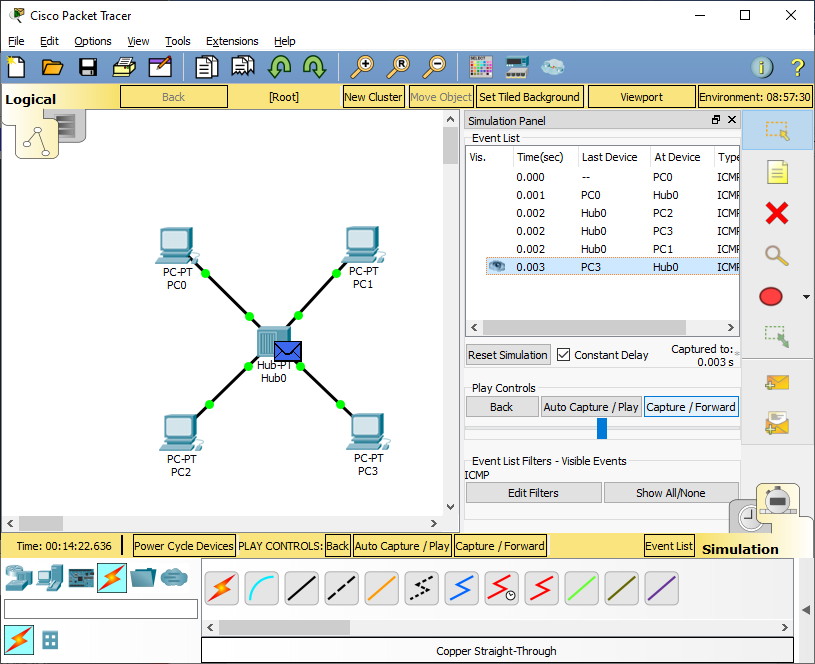 Cisco Packet Tracer
File Edit Options View Tools Extensions Help
Logical Back [Root] New Cluster Move Object Set Tiled Background Viewport Environment: 08:57:30
Simulation Panel
Event List
Vis. Time(sec) Last Device At Device Type
0.000 -- PC0 ICMP
0.001 PC0 Hub0 ICMP
0.002 Hub0 PC2 ICMP
0.002 Hub0 PC3 ICMP
0.002 Hub0 PC1 ICMP
0.003 PC3 Hub0 ICMP
PC-PT
PC0
PC-PT
PC1
Hub-PT
Hub0
PC-PT
PC2
PC-PT
PC3
Reset Simulation Constant Delay Captured to:
0.003 s
Play Controls
Back Auto Capture / Play Capture / Forward
Event List Filters - Visible Events
ICMP
Edit Filters Show All/None
Time: 00:14:22.636 Power Cycle Devices PLAY CONTROLS: Back Auto Capture / Play Capture / Forward Event List Simulation
Copper Straight-Through